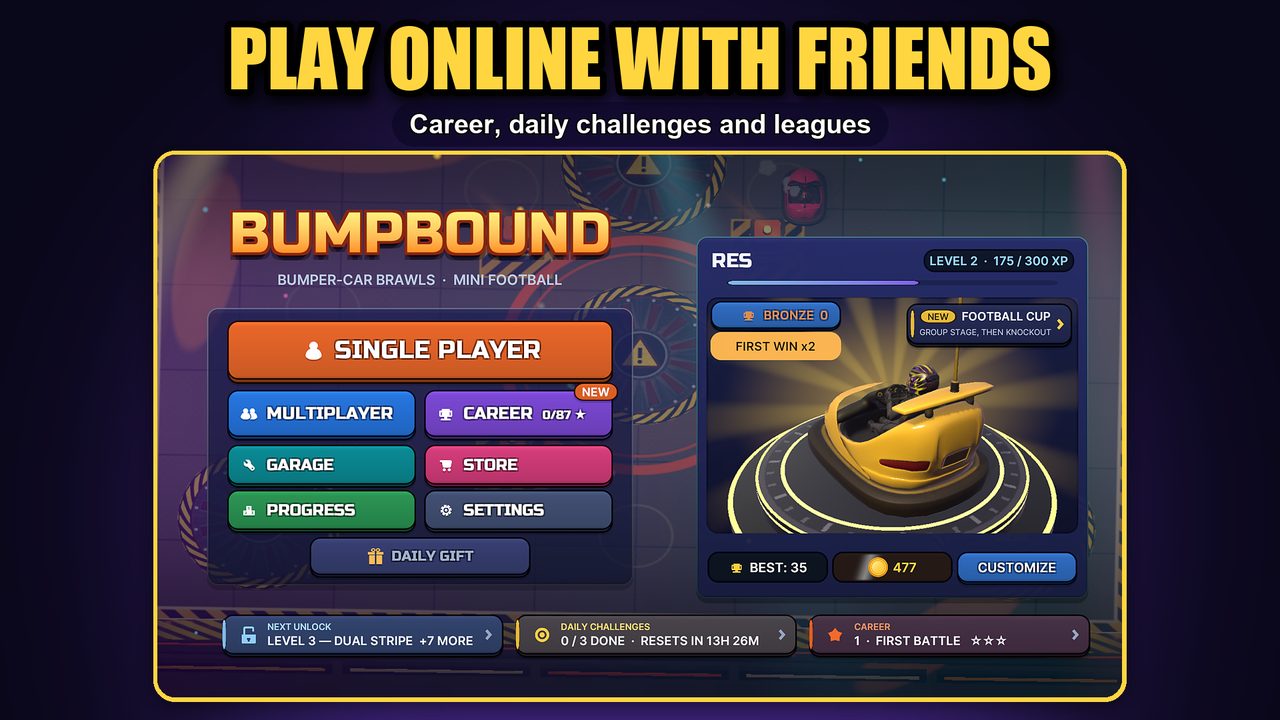 PLAY ONLINE WITH FRIENDS
Career, daily challenges and leagues
BUMPBOUND
BUMPER-CAR BRAWLS · MINI FOOTBALL
SINGLE PLAYER
MULTIPLAYER
NEW
CAREER 0/87 ★
GARAGE
STORE
PROGRESS
SETTINGS
DAILY GIFT
RES
LEVEL 2 · 175 / 300 XP
BRONZE 0
FIRST WIN x2
NEW FOOTBALL CUP
GROUP STAGE, THEN KNOCKOUT
BEST: 35
477
CUSTOMIZE
NEXT UNLOCK
LEVEL 3 — DUAL STRIPE +7 MORE
DAILY CHALLENGES
0 / 3 DONE · RESETS IN 13H 26M
CAREER
1 · FIRST BATTLE ☆☆☆